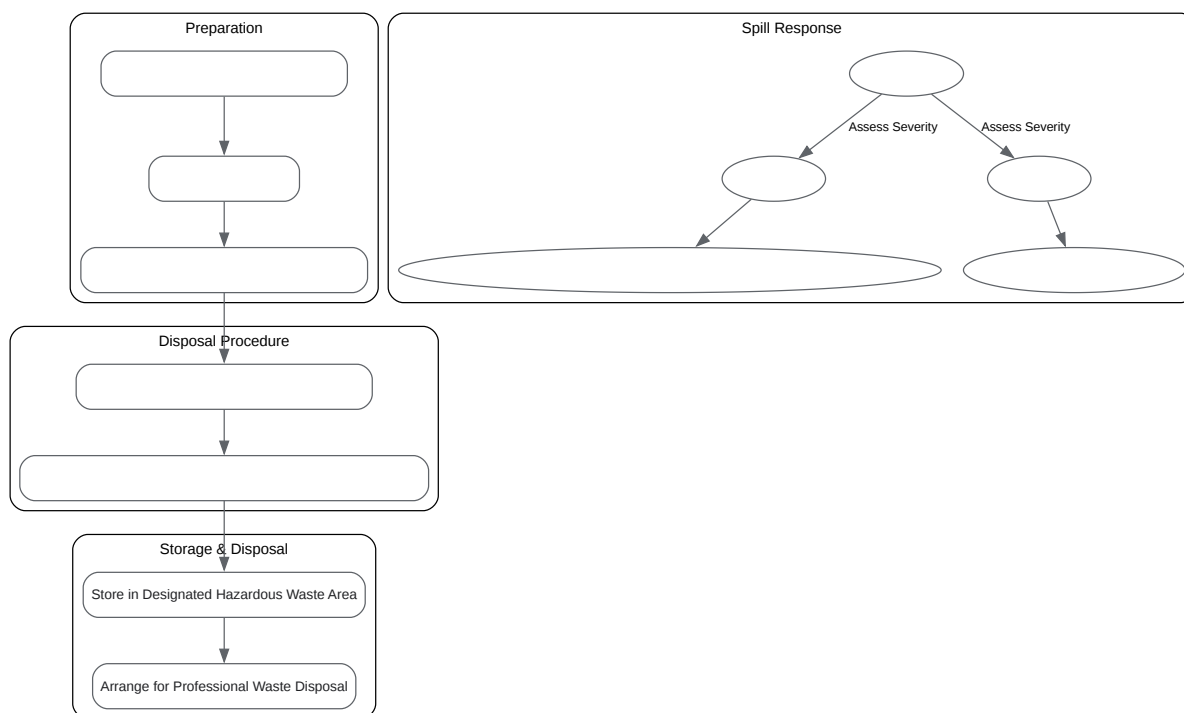 Preparation
Spill Response
Assess Severity
Assess Severity
Disposal Procedure
Storage & Disposal
Store in Designated Hazardous Waste Area
Arrange for Professional Waste Disposal